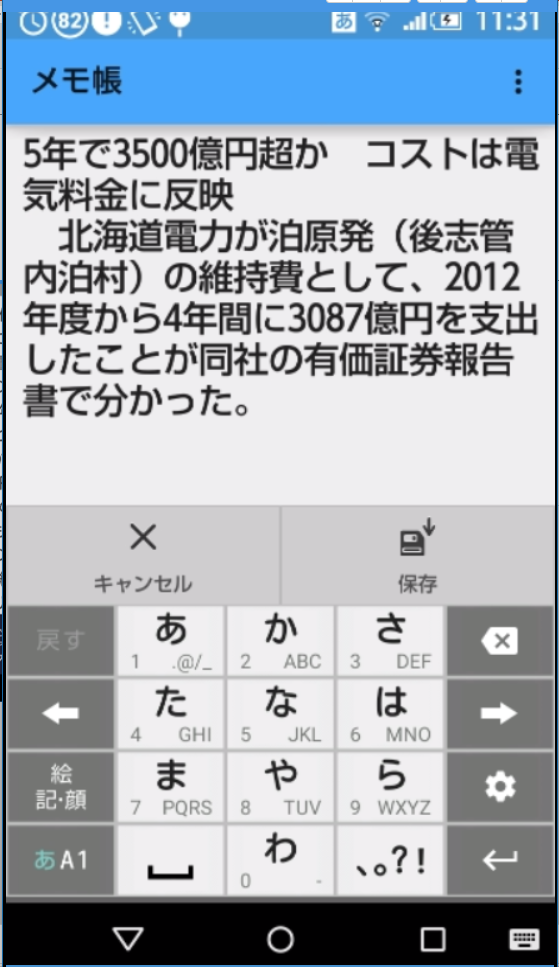 82 ! あ 11:31
メモ帳
5年で3500億円超か　コストは電
気料金に反映
　北海道電力が泊原発（後志管
内泊村）の維持費として、2012
年度から4年間に3087億円を支出
したことが同社の有価証券報告
書で分かった。
キャンセル 保存
戻す あ 1 .@/_ か 2 ABC さ 3 DEF
た 4 GHI な 5 JKL は 6 MNO
絵記・顔 ま 7 PQRS や 8 TUV ら 9 WXYZ
あA1 わ 0 - 、。?!